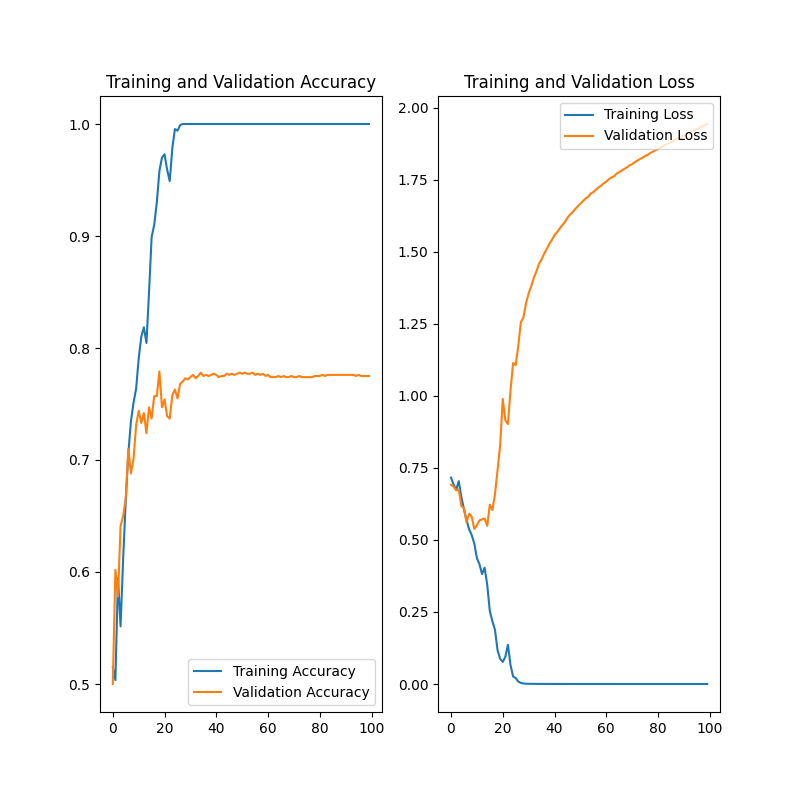 Training and Validation Accuracy
1.0
0.9
0.8
0.7
0.6
0.5
0 20 40 60 80 100
Training Accuracy
Validation Accuracy
Training and Validation Loss
2.00
1.75
1.50
1.25
1.00
0.75
0.50
0.25
0.00
0 20 40 60 80 100
Training Loss
Validation Loss